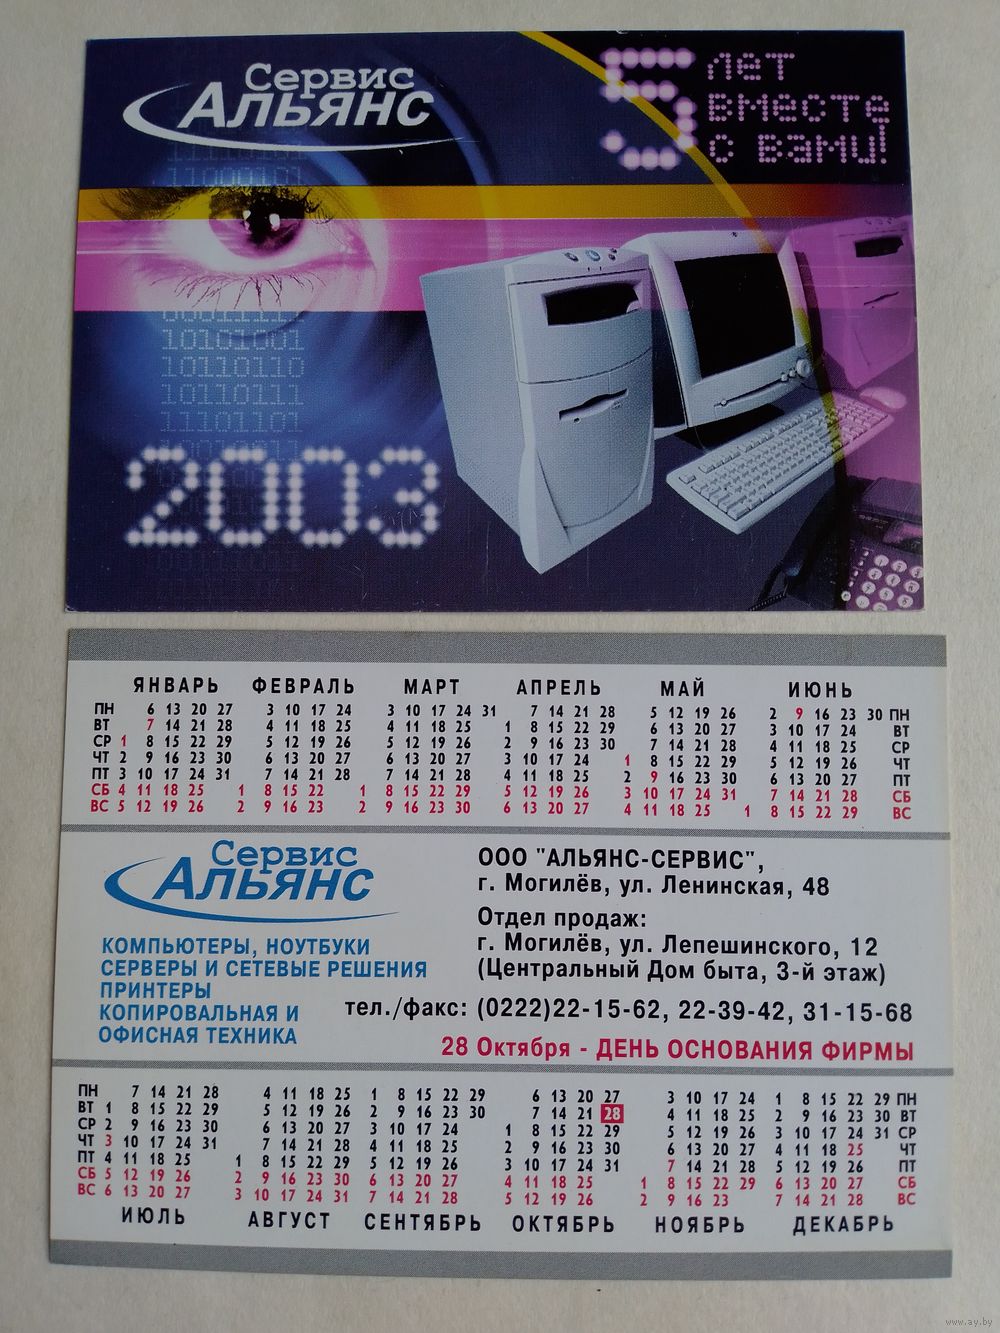 Сервис
Альянс
5 лет
вместе
с вами!
11000101
10101001
10110110
10110111
11101101
2003
ЯНВАРЬ ФЕВРАЛЬ МАРТ АПРЕЛЬ МАЙ ИЮНЬ
ПН 6 13 20 27 3 10 17 24 3 10 17 24 31 7 14 21 28 5 12 19 26 2 9 16 23 30 ПН
ВТ 7 14 21 28 4 11 18 25 4 11 18 25 1 8 15 22 29 6 13 20 27 3 10 17 24 ВТ
СР 1 8 15 22 29 5 12 19 26 5 12 19 26 2 9 16 23 30 7 14 21 28 4 11 18 25 СР
ЧТ 2 9 16 23 30 6 13 20 27 6 13 20 27 3 10 17 24 1 8 15 22 29 5 12 19 26 ЧТ
ПТ 3 10 17 24 31 7 14 21 28 7 14 21 28 4 11 18 25 2 9 16 23 30 6 13 20 27 ПТ
СБ 4 11 18 25 1 8 15 22 1 8 15 22 29 5 12 19 26 3 10 17 24 31 7 14 21 28 СБ
ВС 5 12 19 26 2 9 16 23 2 9 16 23 30 6 13 20 27 4 11 18 25 1 8 15 22 29 ВС
Сервис
Альянс
КОМПЬЮТЕРЫ, НОУТБУКИ
СЕРВЕРЫ И СЕТЕВЫЕ РЕШЕНИЯ
ПРИНТЕРЫ
КОПИРОВАЛЬНАЯ И
ОФИСНАЯ ТЕХНИКА
ООО "АЛЬЯНС-СЕРВИС",
г. Могилёв, ул. Ленинская, 48
Отдел продаж:
г. Могилёв, ул. Лепешинского, 12
(Центральный Дом быта, 3-й этаж)
тел./факс: (0222)22-15-62, 22-39-42, 31-15-68
28 Октября - ДЕНЬ ОСНОВАНИЯ ФИРМЫ
ПН 7 14 21 28 4 11 18 25 1 8 15 22 29 6 13 20 27 3 10 17 24 1 8 15 22 29 ПН
ВТ 1 8 15 22 29 5 12 19 26 2 9 16 23 30 7 14 21 28 4 11 18 25 2 9 16 23 30 ВТ
СР 2 9 16 23 30 6 13 20 27 3 10 17 24 1 8 15 22 29 5 12 19 26 3 10 17 24 31 СР
ЧТ 3 10 17 24 31 7 14 21 28 4 11 18 25 2 9 16 23 30 6 13 20 27 4 11 18 25 ЧТ
ПТ 4 11 18 25 1 8 15 22 29 5 12 19 26 3 10 17 24 31 7 14 21 28 5 12 19 26 ПТ
СБ 5 12 19 26 2 9 16 23 30 6 13 20 27 4 11 18 25 1 8 15 22 29 6 13 20 27 СБ
ВС 6 13 20 27 3 10 17 24 31 7 14 21 28 5 12 19 26 2 9 16 23 7 14 21 28 ВС
ИЮЛЬ АВГУСТ СЕНТЯБРЬ ОКТЯБРЬ НОЯБРЬ ДЕКАБРЬ
www.ay.by